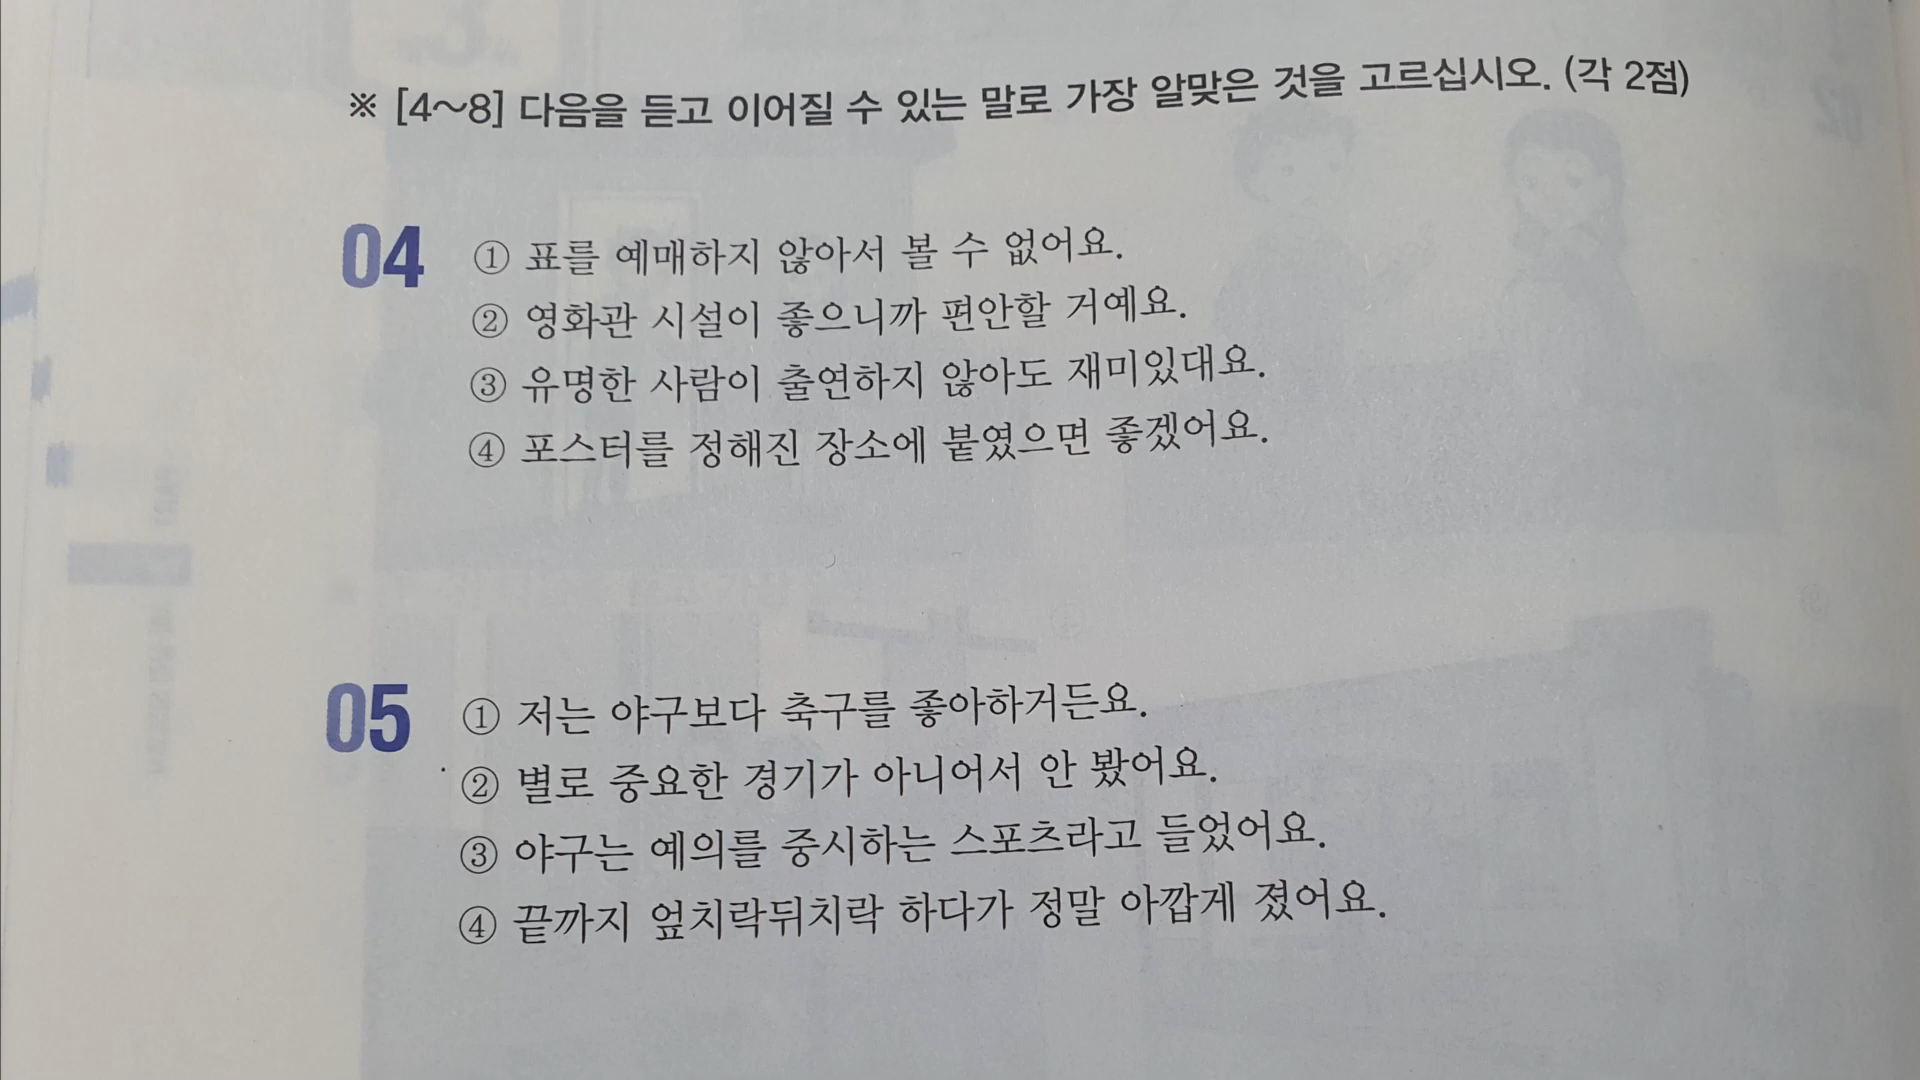 ※ [4~8] 다음을 듣고 이어질 수 있는 말로 가장 알맞은 것을 고르십시오. (각 2점)
04 ① 표를 예매하지 않아서 볼 수 없어요.
② 영화관 시설이 좋으니까 편안할 거예요.
③ 유명한 사람이 출연하지 않아도 재미있대요.
④ 포스터를 정해진 장소에 붙였으면 좋겠어요.
05 ① 저는 야구보다 축구를 좋아하거든요.
② 별로 중요한 경기가 아니어서 안 봤어요.
③ 야구는 예의를 중시하는 스포츠라고 들었어요.
④ 끝까지 엎치락뒤치락 하다가 정말 아깝게 졌어요.